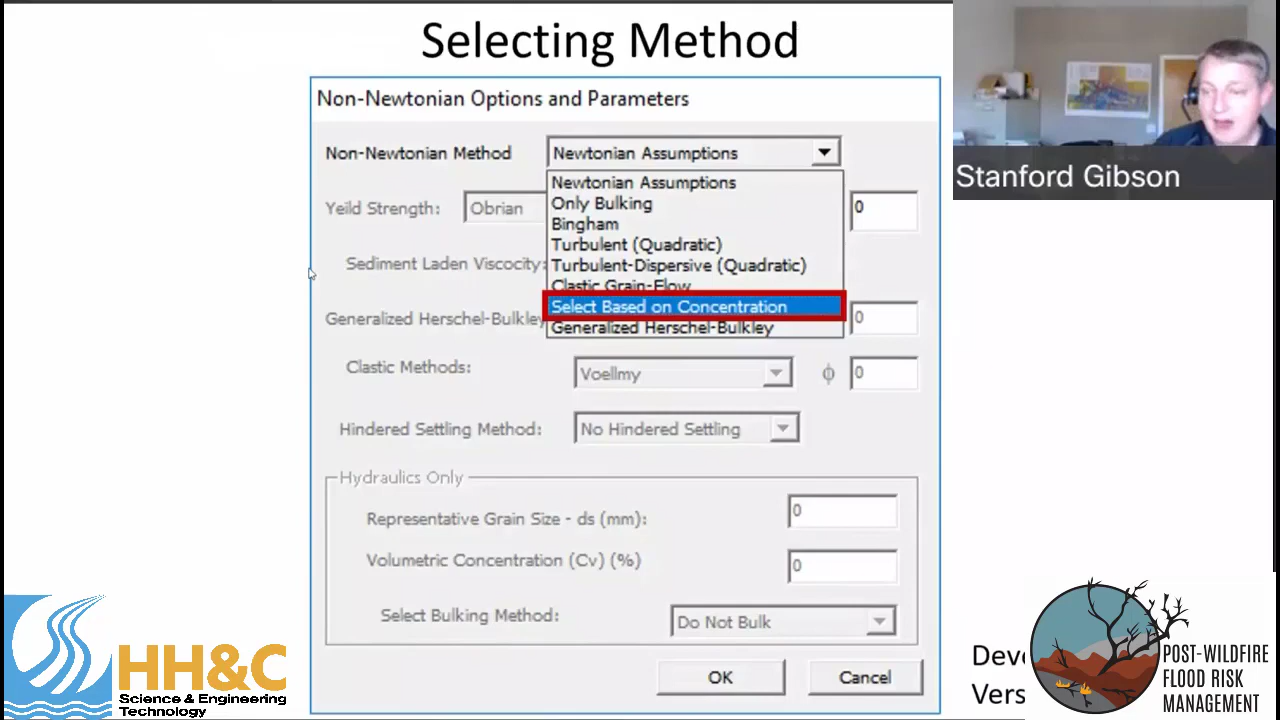 Selecting Method
Stanford Gibson
Non-Newtonian Options and Parameters
Non-Newtonian Method
Newtonian Assumptions
Newtonian Assumptions
Only Bulking
Bingham
Turbulent (Quadratic)
Turbulent-Dispersive (Quadratic)
Clastic Grain-Flow
Select Based on Concentration
Generalized Herschel-Bulkley
Yeild Strength:
Obrian
0
Sediment Laden Viscosity:
Generalized Herschel-Bulkley
0
Clastic Methods:
Voellmy
ϕ
0
Hindered Settling Method:
No Hindered Settling
Hydraulics Only
Representative Grain Size - ds (mm):
0
Volumetric Concentration (Cv) (%)
0
Select Bulking Method:
Do Not Bulk
OK
Cancel
HH&C
Science & Engineering
Technology
POST-WILDFIRE
FLOOD RISK
MANAGEMENT